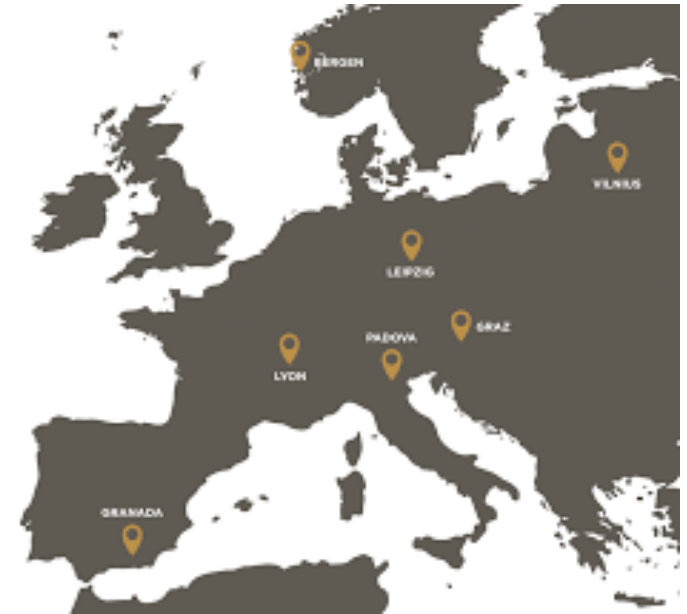 BERGEN
VILNIUS
LEIPZIG
GRAZ
PADOVA
LYON
GRANADA